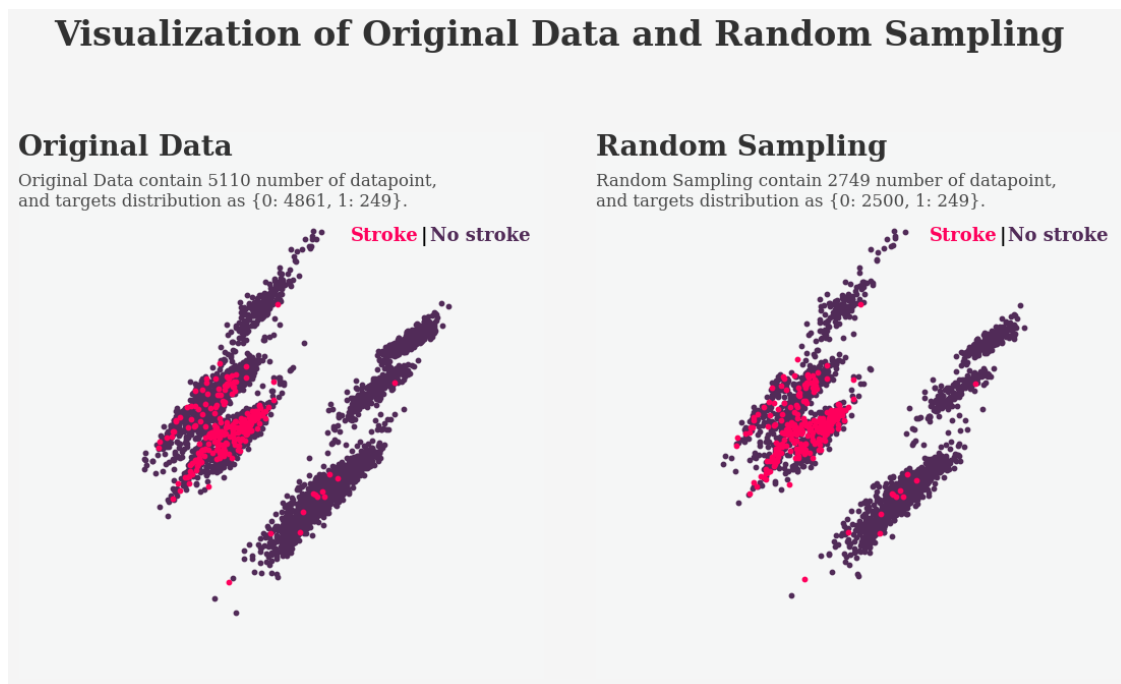 Visualization of Original Data and Random Sampling
Original Data
Original Data contain 5110 number of datapoint,
and targets distribution as {0: 4861, 1: 249}.
Stroke|No stroke
Random Sampling
Random Sampling contain 2749 number of datapoint,
and targets distribution as {0: 2500, 1: 249}.
Stroke|No stroke